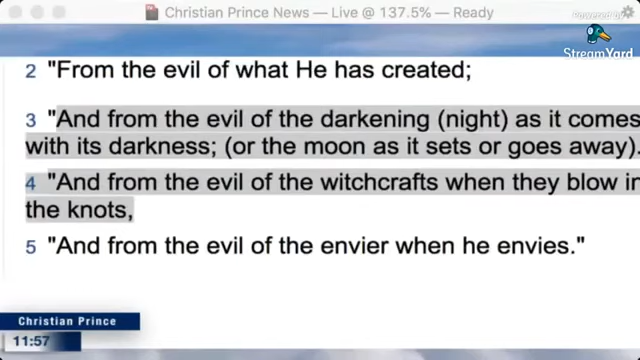 Christian Prince News — Live @ 137.5% — Ready
Powered by
StreamYard
2 "From the evil of what He has created;
3 "And from the evil of the darkening (night) as it comes
with its darkness; (or the moon as it sets or goes away).
4 "And from the evil of the witchcrafts when they blow in
the knots,
5 "And from the evil of the envier when he envies."
Christian Prince
11:57